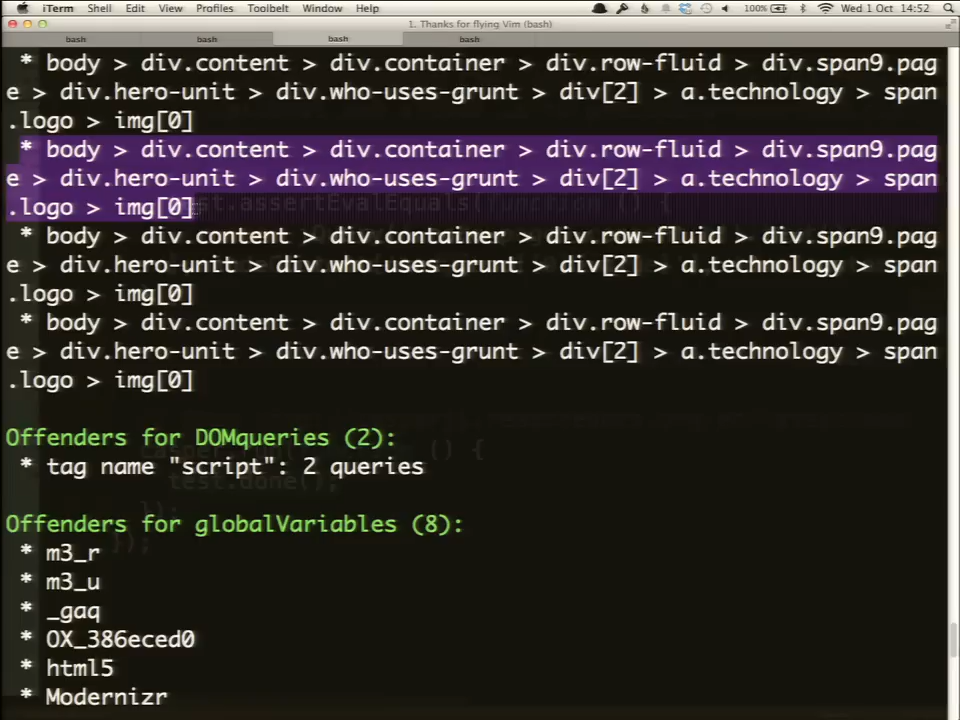 iTerm Shell Edit View Profiles Toolbelt Window Help 100% Wed 1 Oct 14:52
1. Thanks for flying Vim (bash)
bash bash bash bash
* body > div.content > div.container > div.row-fluid > div.span9.pag
e > div.hero-unit > div.who-uses-grunt > div[2] > a.technology > span
.logo > img[0]
* body > div.content > div.container > div.row-fluid > div.span9.pag
e > div.hero-unit > div.who-uses-grunt > div[2] > a.technology > span
.logo > img[0]
* body > div.content > div.container > div.row-fluid > div.span9.pag
e > div.hero-unit > div.who-uses-grunt > div[2] > a.technology > span
.logo > img[0]
* body > div.content > div.container > div.row-fluid > div.span9.pag
e > div.hero-unit > div.who-uses-grunt > div[2] > a.technology > span
.logo > img[0]
Offenders for DOMqueries (2):
* tag name "script": 2 queries
Offenders for globalVariables (8):
* m3_r
* m3_u
* _gaq
* OX_386eced0
* html5
* Modernizr